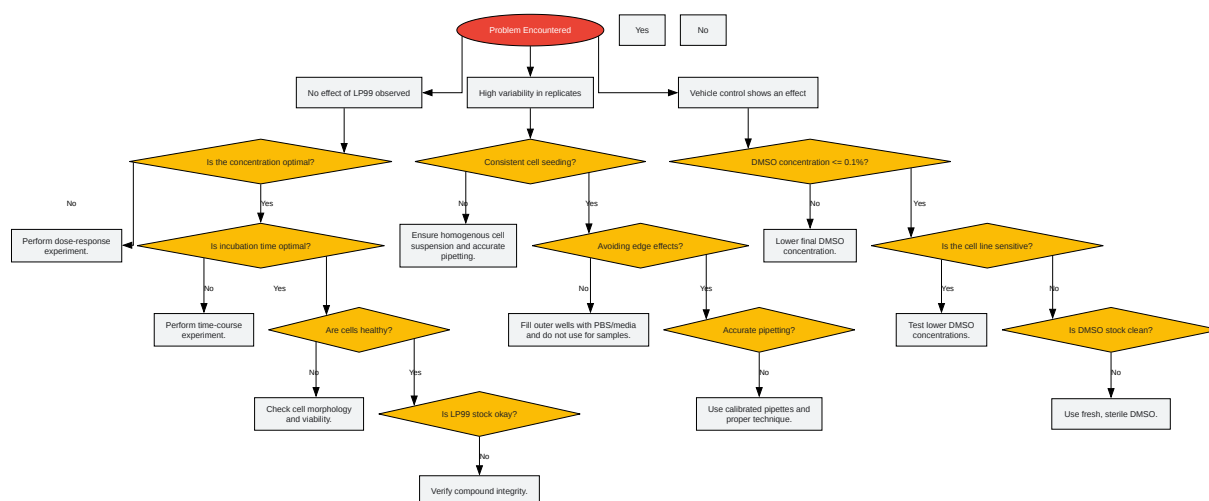 Problem Encountered
Yes
No
No effect of LP99 observed
High variability in replicates
Vehicle control shows an effect
Is the concentration optimal?
Consistent cell seeding?
DMSO concentration <= 0.1%?
No
Yes
No
Yes
No
Yes
Perform dose-response
experiment.
Is incubation time optimal?
Ensure homogenous cell
suspension and accurate
pipetting.
Avoiding edge effects?
Lower final DMSO
concentration.
Is the cell line sensitive?
No
Yes
No
Yes
Yes
No
Perform time-course
experiment.
Are cells healthy?
Fill outer wells with PBS/media
and do not use for samples.
Accurate pipetting?
Test lower DMSO
concentrations.
Is DMSO stock clean?
No
Yes
No
No
Check cell morphology
and viability.
Is LP99 stock okay?
Use calibrated pipettes and
proper technique.
Use fresh, sterile DMSO.
No
Verify compound integrity.